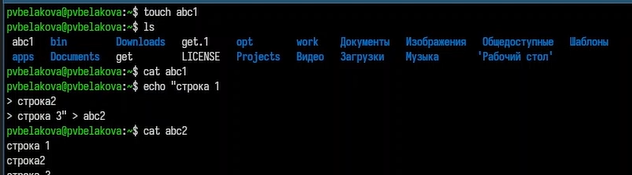 pvbelakova@pvbelakova:~$ touch abc1
pvbelakova@pvbelakova:~$ ls
abc1 bin Downloads get.1 opt work Документы Изображения Общедоступные Шаблоны
apps Documents get LICENSE Projects Видео Загрузки Музыка 'Рабочий стол'
pvbelakova@pvbelakova:~$ cat abc1
pvbelakova@pvbelakova:~$ echo "строка 1
> строка2
> строка 3" > abc2
pvbelakova@pvbelakova:~$ cat abc2
строка 1
строка2
строка 3